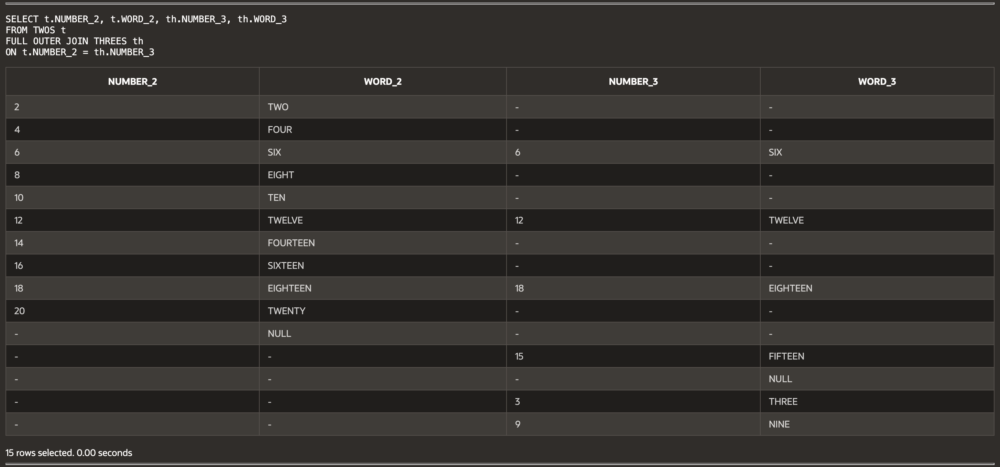 SELECT t.NUMBER_2, t.WORD_2, th.NUMBER_3, th.WORD_3
FROM TWOS t
FULL OUTER JOIN THREES th
ON t.NUMBER_2 = th.NUMBER_3
NUMBER_2 WORD_2 NUMBER_3 WORD_3
2 TWO - -
4 FOUR - -
6 SIX 6 SIX
8 EIGHT - -
10 TEN - -
12 TWELVE 12 TWELVE
14 FOURTEEN - -
16 SIXTEEN - -
18 EIGHTEEN 18 EIGHTEEN
20 TWENTY - -
- NULL - -
- - 15 FIFTEEN
- - - NULL
- - 3 THREE
- - 9 NINE
15 rows selected. 0.00 seconds